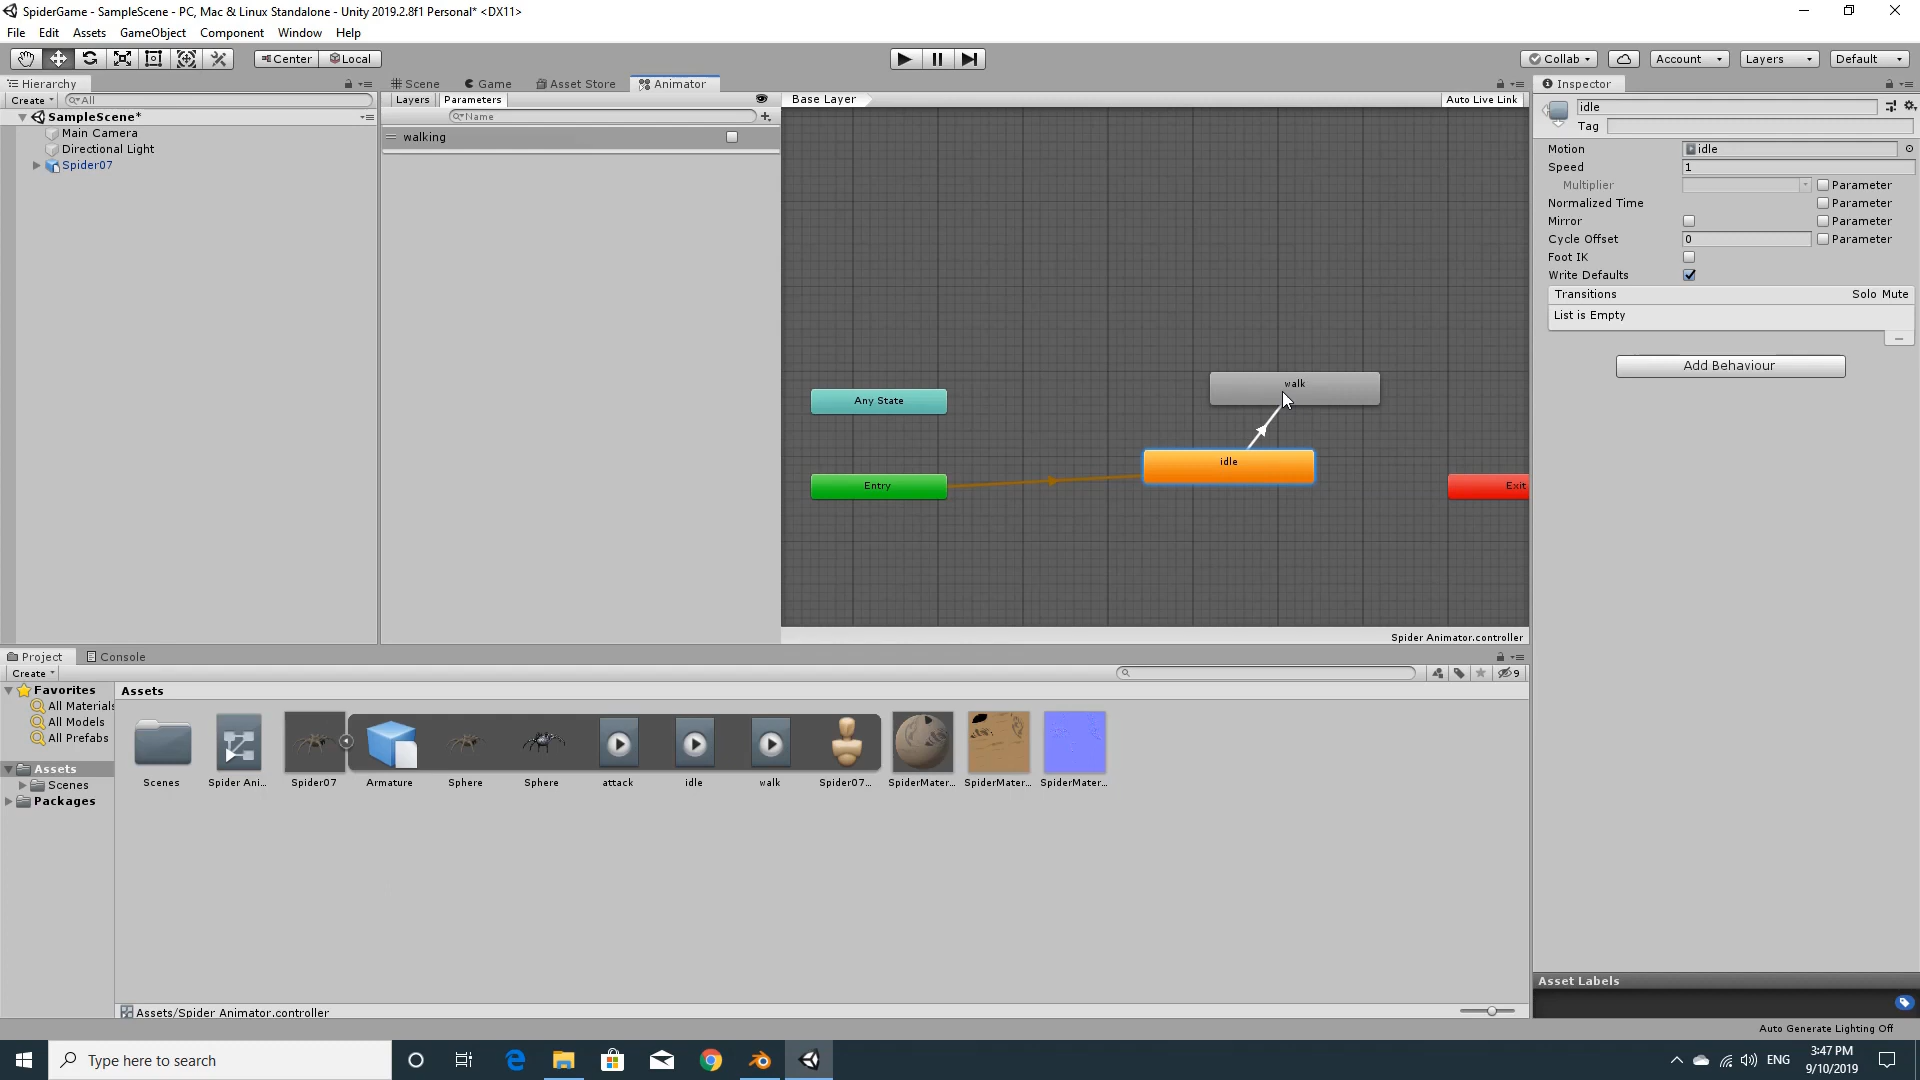 SpiderGame - SampleScene - PC, Mac & Linux Standalone - Unity 2019.2.8f1 Personal* <DX11>
File Edit Assets GameObject Component Window Help
Center Local Collab Account Layers Default
Hierarchy
Create All
SampleScene*
Main Camera
Directional Light
Spider07
Scene Game Asset Store Animator
Layers Parameters
Name
walking
Base Layer Auto Live Link
Any State
Entry
walk
idle
Exit
Spider Animator.controller
Inspector
idle
Tag
Motion idle
Speed 1
Multiplier Parameter
Normalized Time Parameter
Mirror Parameter
Cycle Offset 0 Parameter
Foot IK
Write Defaults
Transitions Solo Mute
List is Empty
Add Behaviour
Asset Labels
Project Console
Create
9
Favorites
All Materials
All Models
All Prefabs
Assets
Scenes
Packages
Assets
Scenes Spider Ani... Spider07 Armature Sphere Sphere attack idle walk Spider07... SpiderMater... SpiderMater... SpiderMater...
Assets/Spider Animator.controller
Auto Generate Lighting Off
Type here to search
ENG
3:47 PM
9/10/2019